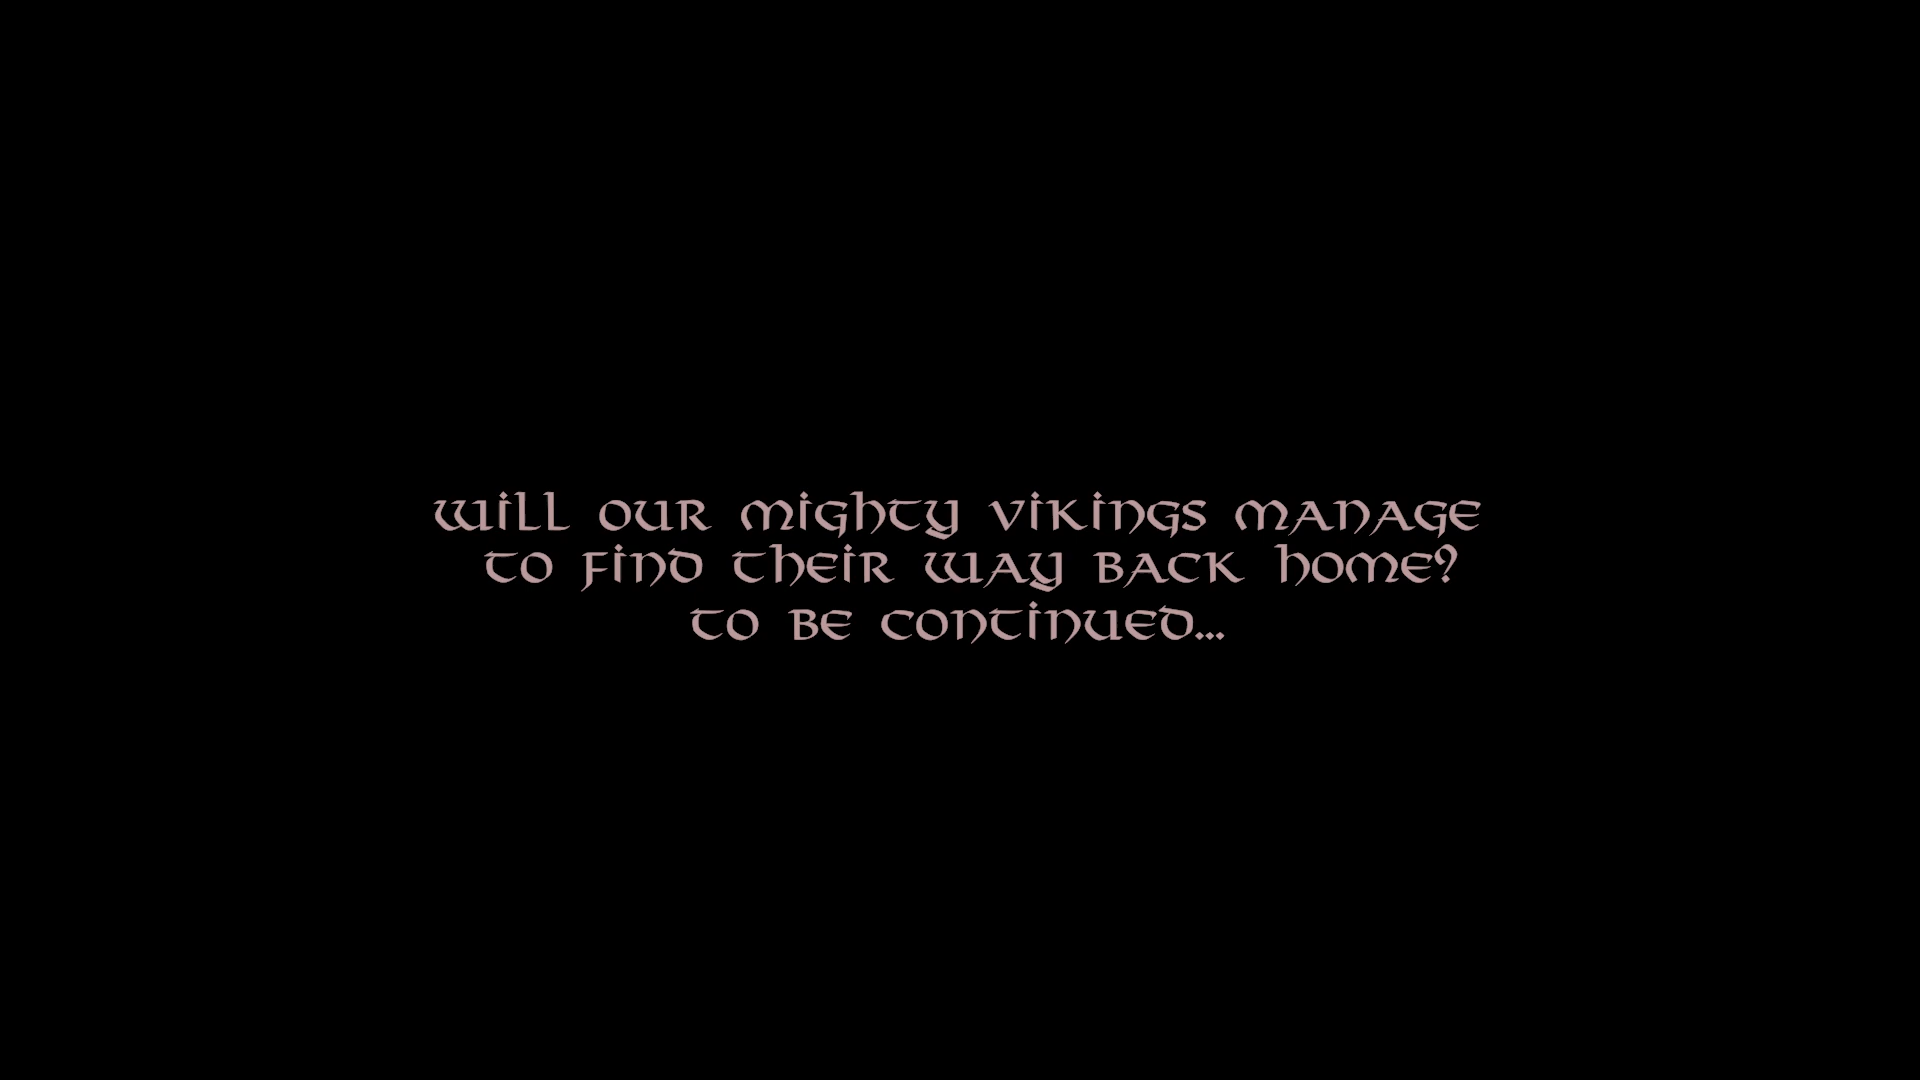 Will our mighty vikings manage
to find their way back home?
to be continued...